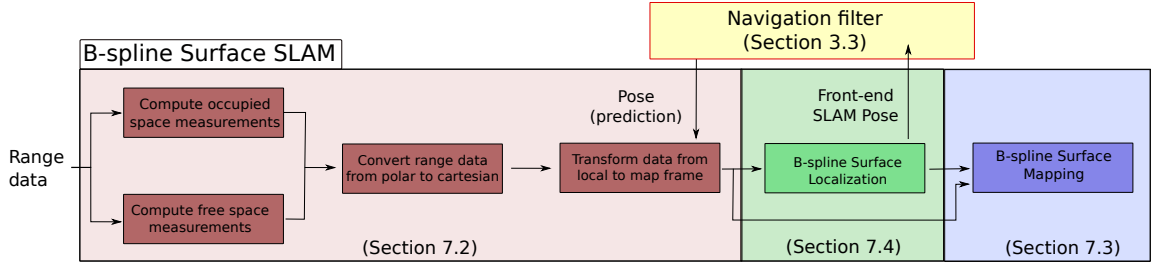 Navigation filter
(Section 3.3)
B-spline Surface SLAM
Compute occupied
space measurements
Pose
(prediction)
Front-end
SLAM Pose
Range
data
Convert range data
from polar to cartesian
Transform data from
local to map frame
B-spline Surface
Localization
B-spline Surface
Mapping
Compute free space
measurements
(Section 7.2)
(Section 7.4)
(Section 7.3)